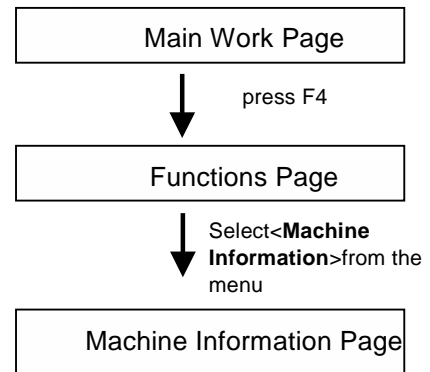 Main Work Page
press F4
Functions Page
Select<Machine
Information>from the
menu
Machine Information Page